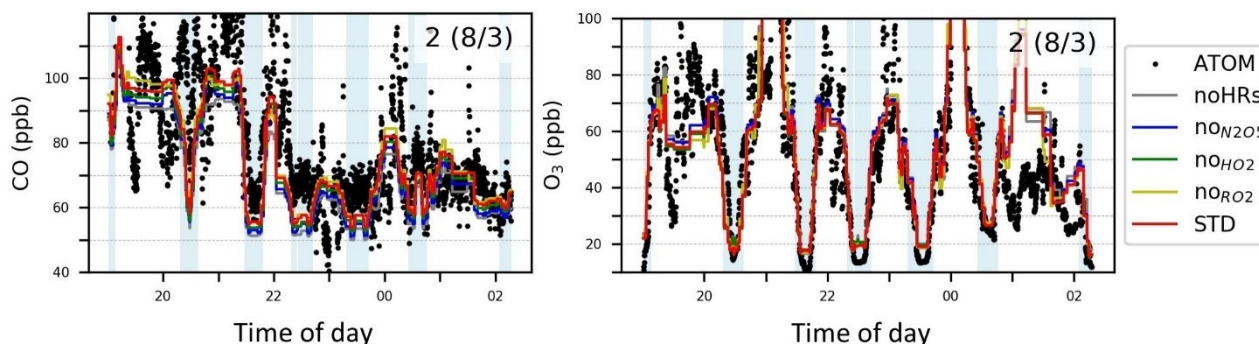 CO (ppb)
100
80
60
40
2 (8/3)
20
22
00
02
Time of day
O3 (ppb)
100
80
60
40
20
2 (8/3)
20
22
00
02
Time of day
ATOM
noHRs
noN2O5
noHO2
noRO2
STD